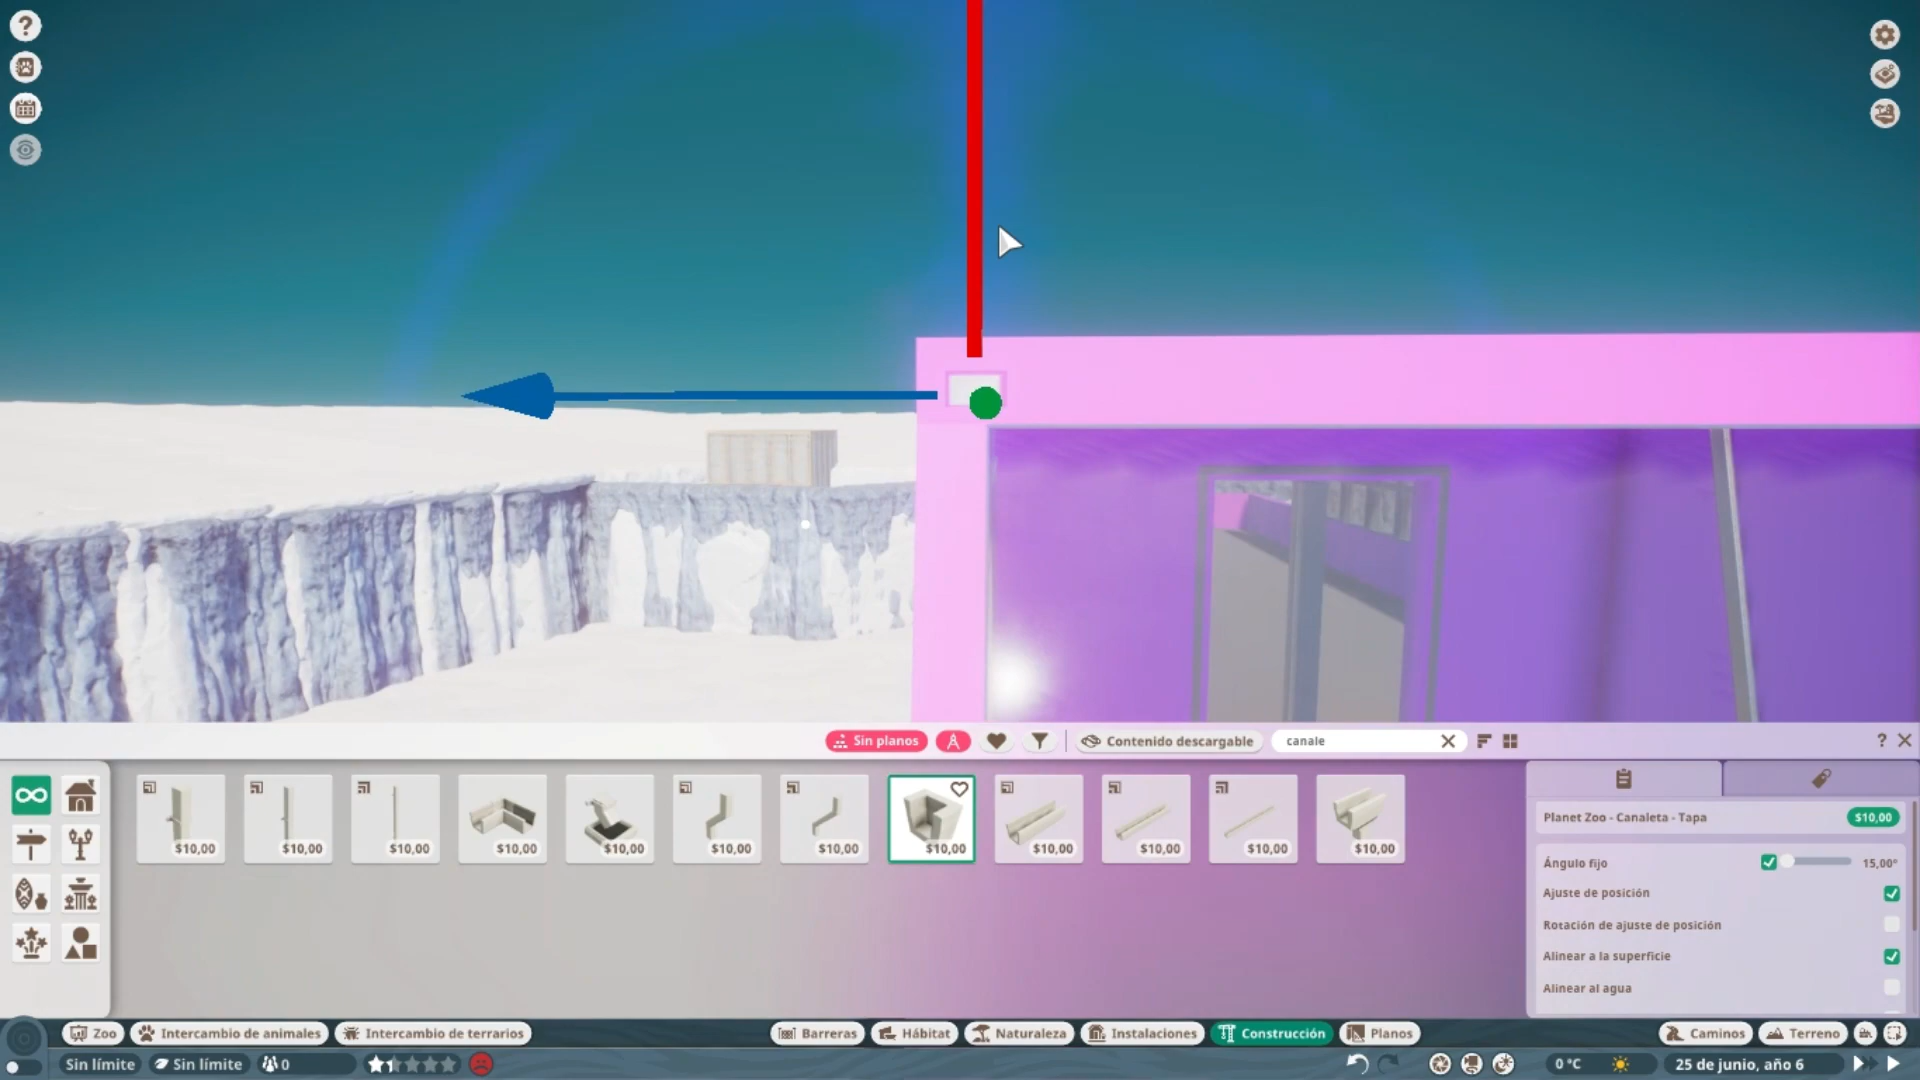 Sin planos
Contenido descargable
canale
$10,00
$10,00
$10,00
$10,00
$10,00
$10,00
$10,00
$10,00
$10,00
$10,00
$10,00
$10,00
Planet Zoo - Canaleta - Tapa
$10,00
Ángulo fijo
15,00°
Ajuste de posición
Rotación de ajuste de posición
Alinear a la superficie
Alinear al agua
Zoo
Intercambio de animales
Intercambio de terrarios
Barreras
Hábitat
Naturaleza
Instalaciones
Construcción
Planos
Caminos
Terreno
Sin límite
Sin límite
0
0 °C
25 de junio, año 6